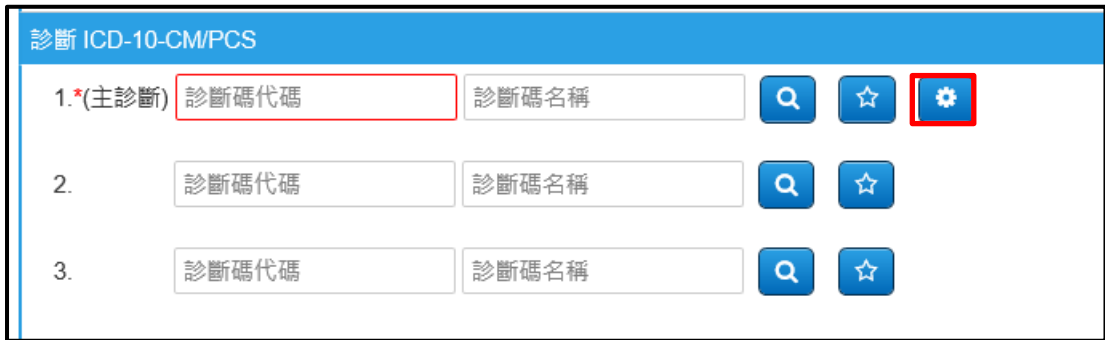 診斷 ICD-10-CM/PCS
1.*(主診斷) 診斷碼代碼 診斷碼名稱
2. 診斷碼代碼 診斷碼名稱
3. 診斷碼代碼 診斷碼名稱